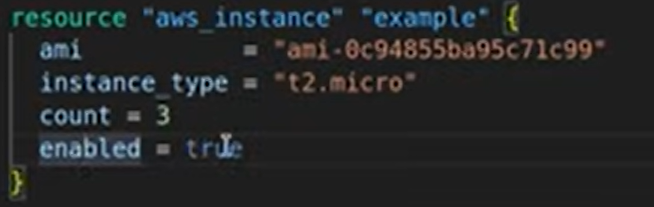 resource "aws_instance" "example" {
  ami           = "ami-0c94855ba95c71c99"
  instance_type = "t2.micro"
  count = 3
  enabled = true
}